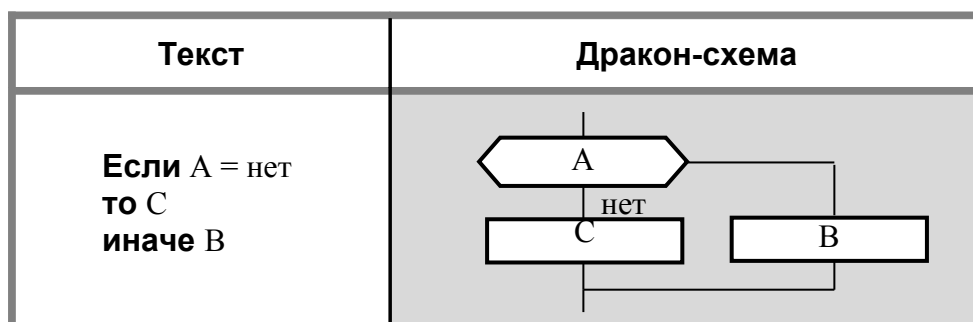 Текст
Дракон-схема
Если А = нет
то С
иначе В
А
нет
С
В